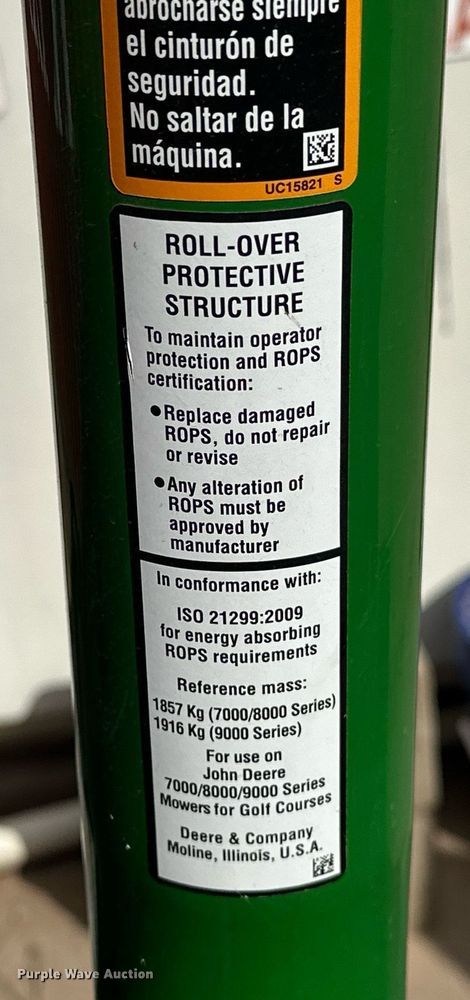 abrocharse siempre
el cinturón de
seguridad.
No saltar de la
máquina.
UC15821 S
ROLL-OVER
PROTECTIVE
STRUCTURE
To maintain operator
protection and ROPS
certification:
●Replace damaged
ROPS, do not repair
or revise
●Any alteration of
ROPS must be
approved by
manufacturer
In conformance with:
ISO 21299:2009
for energy absorbing
ROPS requirements
Reference mass:
1857 Kg (7000/8000 Series)
1916 Kg (9000 Series)
For use on
John Deere
7000/8000/9000 Series
Mowers for Golf Courses
Deere & Company
Moline, Illinois, U.S.A.
Purple Wave Auction